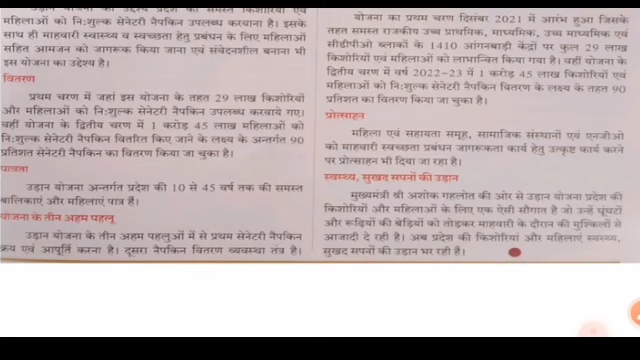 महिलाओं को नि:शुल्क सेनेटरी नैपकिन उपलब्ध करवाना है। इसके
साथ ही माहवारी स्वास्थ्य व स्वच्छता हेतु प्रबंधन के लिए महिलाओं
सहित आमजन को जागरूक किया जाना एवं संवेदनशील बनाना भी
इस योजना का उद्देश्य है।
वितरण
प्रथम चरण में जहां इस योजना के तहत 29 लाख किशोरियों
और महिलाओं को नि:शुल्क सेनेटरी नैपकिन उपलब्ध करवाये गए।
वहीं योजना के द्वितीय चरण में 1 करोड़ 45 लाख महिलाओं को
नि:शुल्क सेनेटरी नैपकिन वितरित किए जाने के लक्ष्य के अन्तर्गत 90
प्रतिशत सेनेटरी नैपकिन का वितरण किया जा चुका है।
पात्रता
उड़ान योजना अन्तर्गत प्रदेश की 10 से 45 वर्ष तक की समस्त
बालिकाएं और महिलाएं पात्र हैं।
योजना के तीन अहम पहलू
उड़ान योजना के तीन अहम पहलूओं में से प्रथम सेनेटरी नैपकिन
क्रय एवं आपूर्ति करना है। दूसरा नैपकिन वितरण व्यवस्था तंत्र है।
योजना का प्रथम चरण दिसंबर 2021 में आरंभ हुआ जिसके
तहत समस्त राजकीय उच्च प्राथमिक, माध्यमिक, उच्च माध्यमिक एवं
सीडीपीओ ब्लाकों के 1410 आंगनबाड़ी केंद्रों पर कुल 29 लाख
किशोरियों एवं महिलाओं को लाभान्वित किया गया है। वहीं योजना के
द्वितीय चरण में वर्ष 2022-23 में 1 करोड़ 45 लाख किशोरियों एवं
महिलाओं को नि:शुल्क सेनेटरी नैपकिन वितरण के लक्ष्य के तहत 90
प्रतिशत का वितरण किया जा चुका है।
प्रोत्साहन
महिला एवं सहायता समूह, सामाजिक संस्थानों एवं एनजीओ
को माहवारी स्वच्छता प्रबंधन जागरूकता कार्य हेतु उत्कृष्ट कार्य करने
पर प्रोत्साहन भी दिया जा रहा है।
स्वस्थ्य, सुखद सपनों की उड़ान
मुख्यमंत्री श्री अशोक गहलोत की ओर से उड़ान योजना प्रदेश की
किशोरियों और महिलाओं के लिए एक ऐसी सौगात है जो उन्हें घूंघटों
और रूढ़ियों की बेड़ियों को तोड़कर माहवारी के दौरान की मुश्किलों से
आजादी दे रही है। अब प्रदेश की किशोरियां और महिलाएं स्वस्थ्य,
सुखद सपनों की उड़ान भर रही हैं।